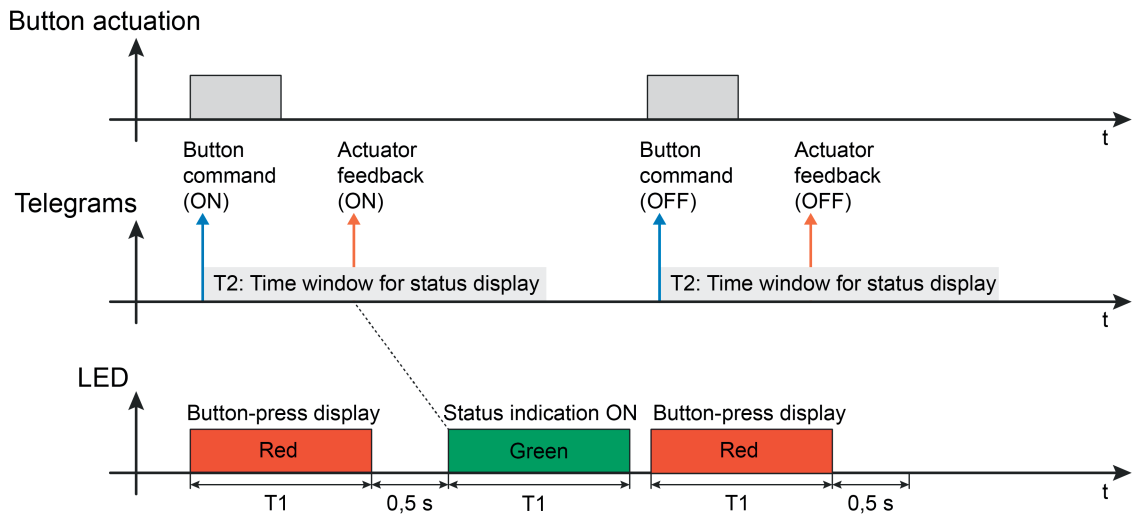 Button actuation
t
Button
command
(ON)
Actuator
feedback
(ON)
Button
command
(OFF)
Actuator
feedback
(OFF)
Telegrams
T2: Time window for status display
T2: Time window for status display
t
LED
Button-press display
Status indication ON
Button-press display
Red
Green
Red
t
T1
0,5 s
T1
T1
0,5 s